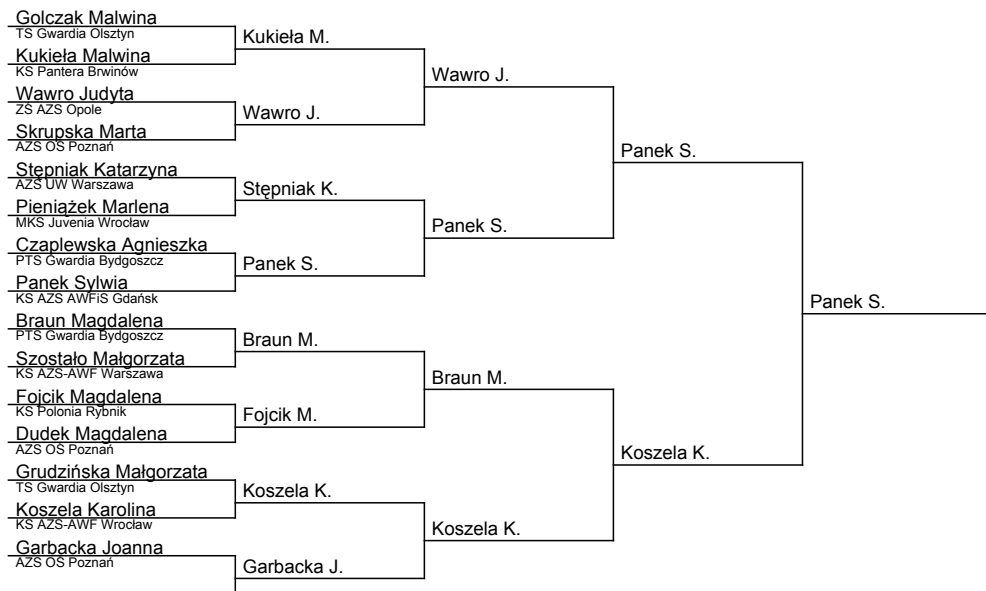 Golczak Malwina
TS Gwardia Olsztyn
Kukieła M.
Kukieła Malwina
KS Pantera Brwinów
Wawro J.
Wawro Judyta
ZŚ AZS Opole
Wawro J.
Skrupska Marta
AZS OŚ Poznań
Panek S.
Stępniak Katarzyna
AZS UW Warszawa
Stępniak K.
Pieniążek Marlena
MKS Juvenia Wrocław
Panek S.
Czaplewska Agnieszka
PTS Gwardia Bydgoszcz
Panek S.
Panek Sylwia
KS AZS AWFiS Gdańsk
Panek S.
Braun Magdalena
PTS Gwardia Bydgoszcz
Braun M.
Szostało Małgorzata
KS AZS-AWF Warszawa
Braun M.
Fojcik Magdalena
KS Polonia Rybnik
Fojcik M.
Dudek Magdalena
AZS OŚ Poznań
Koszela K.
Grudzińska Małgorzata
TS Gwardia Olsztyn
Koszela K.
Koszela Karolina
KS AZS-AWF Wrocław
Koszela K.
Garbacka Joanna
AZS OŚ Poznań
Garbacka J.